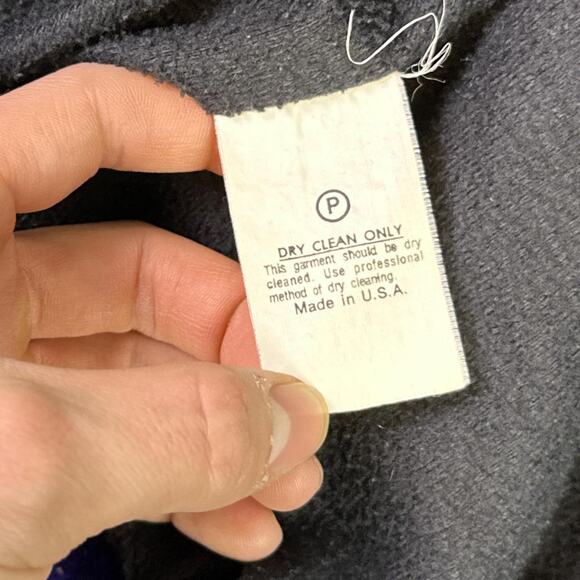 P
DRY CLEAN ONLY
This garment should be dry
cleaned. Use professional
method of dry cleaning.
Made in U.S.A.